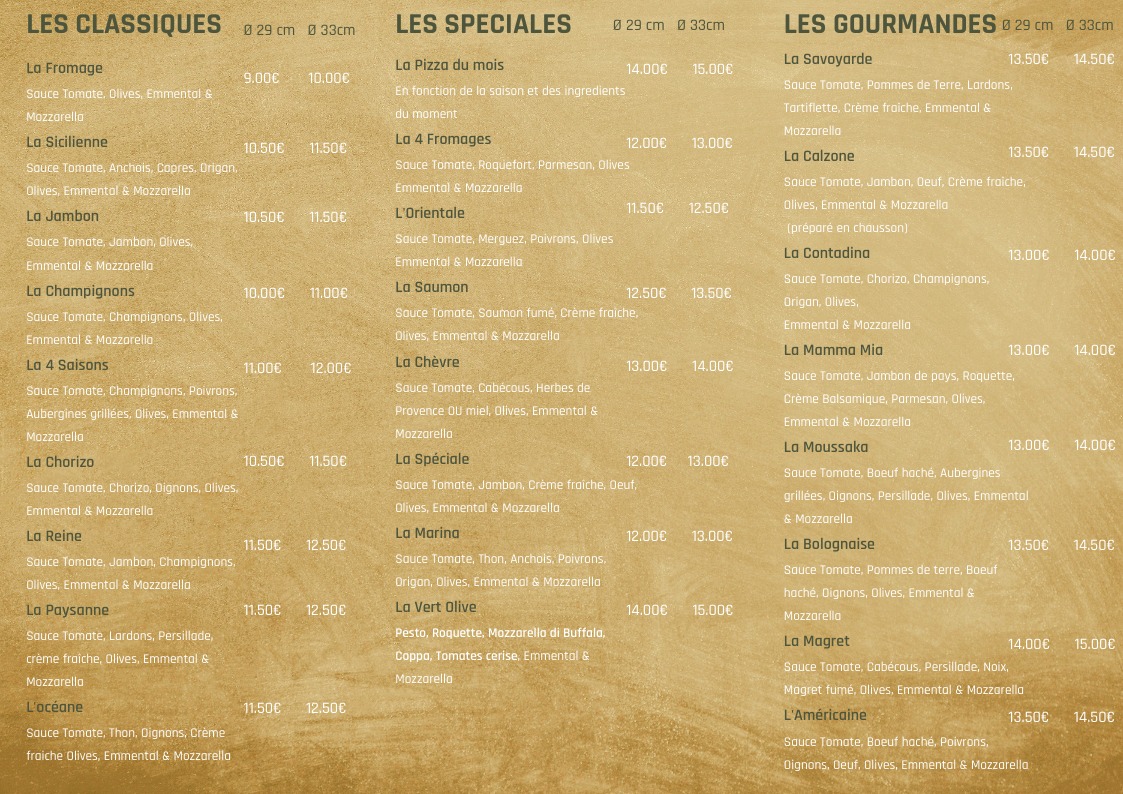 LES CLASSIQUES Ø 29 cm Ø 33cm
La Fromage 9.00€ 10.00€
Sauce Tomate, Olives, Emmental &
Mozzarella
La Sicilienne 10.50€ 11.50€
Sauce Tomate, Anchois, Capres, Origan,
Olives, Emmental & Mozzarella
La Jambon 10.50€ 11.50€
Sauce Tomate, Jambon, Olives,
Emmental & Mozzarella
La Champignons 10.00€ 11.00€
Sauce Tomate, Champignons, Olives,
Emmental & Mozzarella
La 4 Saisons 11.00€ 12.00€
Sauce Tomate, Champignons, Poivrons,
Aubergines grillées, Olives, Emmental &
Mozzarella
La Chorizo 10.50€ 11.50€
Sauce Tomate, Chorizo, Oignons, Olives,
Emmental & Mozzarella
La Reine 11.50€ 12.50€
Sauce Tomate, Jambon, Champignons,
Olives, Emmental & Mozzarella
La Paysanne 11.50€ 12.50€
Sauce Tomate, Lardons, Persillade,
crème fraîche, Olives, Emmental &
Mozzarella
L'océane 11.50€ 12.50€
Sauce Tomate, Thon, Oignons, Crème
fraiche Olives, Emmental & Mozzarella
LES SPECIALES Ø 29 cm Ø 33cm
La Pizza du mois 14.00€ 15.00€
En fonction de la saison et des ingredients
du moment
La 4 Fromages 12.00€ 13.00€
Sauce Tomate, Roquefort, Parmesan, Olives
Emmental & Mozzarella
L'Orientale 11.50€ 12.50€
Sauce Tomate, Merguez, Poivrons, Olives
Emmental & Mozzarella
La Saumon 12.50€ 13.50€
Sauce Tomate, Saumon fumé, Crème fraîche,
Olives, Emmental & Mozzarella
La Chèvre 13.00€ 14.00€
Sauce Tomate, Cabécous, Herbes de
Provence OU miel, Olives, Emmental &
Mozzarella
La Spéciale 12.00€ 13.00€
Sauce Tomate, Jambon, Crème fraîche, Oeuf,
Olives, Emmental & Mozzarella
La Marina 12.00€ 13.00€
Sauce Tomate, Thon, Anchois, Poivrons,
Origan, Olives, Emmental & Mozzarella
La Vert Olive 14.00€ 15.00€
Pesto, Roquette, Mozzarella di Buffala,
Coppa, Tomates cerise, Emmental &
Mozzarella
LES GOURMANDES Ø 29 cm Ø 33cm
La Savoyarde 13.50€ 14.50€
Sauce Tomate, Pommes de Terre, Lardons,
Tartiflette, Crème fraîche, Emmental &
Mozzarella
La Calzone 13.50€ 14.50€
Sauce Tomate, Jambon, Oeuf, Crème fraîche,
Olives, Emmental & Mozzarella
(préparé en chausson)
La Contadina 13.00€ 14.00€
Sauce Tomate, Chorizo, Champignons,
Origan, Olives,
Emmental & Mozzarella
La Mamma Mia 13.00€ 14.00€
Sauce Tomate, Jambon de pays, Roquette,
Crème Balsamique, Parmesan, Olives,
Emmental & Mozzarella
La Moussaka 13.00€ 14.00€
Sauce Tomate, Boeuf haché, Aubergines
grillées, Oignons, Persillade, Olives, Emmental
& Mozzarella
La Bolognaise 13.50€ 14.50€
Sauce Tomate, Pommes de terre, Boeuf
haché, Oignons, Olives, Emmental &
Mozzarella
La Magret 14.00€ 15.00€
Sauce Tomate, Cabécous, Persillade, Noix,
Magret fumé, Olives, Emmental & Mozzarella
L'Américaine 13.50€ 14.50€
Sauce Tomate, Boeuf haché, Poivrons,
Oignons, Oeuf, Olives, Emmental & Mozzarella